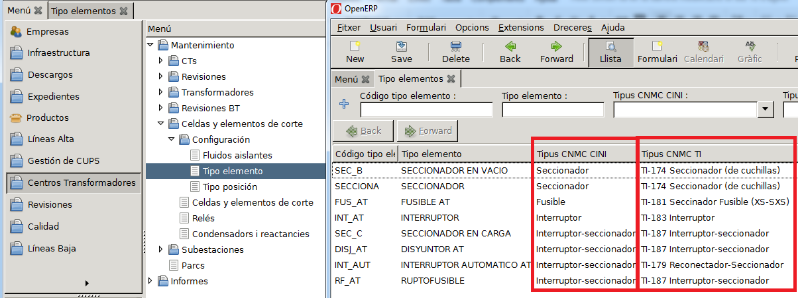 Menú Tipo elementos
Empresas
Infraestructura
Descargos
Expedientes
Productos
Líneas Alta
Gestión de CUPS
Centros Transformadores
Revisiones
Calidad
Líneas Baja
Menú
Mantenimiento
CTs
Revisiones
Transformadores
Revisiones BT
Celdas y elementos de corte
Configuración
Fluidos aislantes
Tipo elemento
Tipo posición
Celdas y elementos de corte
Relés
Condensadors i reactancies
Subestaciones
Parcs
Informes
OpenERP
Fitxer Usuari Formulari Opcions Extensions Dreceres Ajuda
New Save Delete Back Forward Llista Formulari Calendari Gràfic
Menú Tipo elementos
Código tipo elemento : Tipo elemento : Tipus CNMC CINI : Tipus
Back Forward
Código tipo ele Tipo elemento Tipus CNMC CINI Tipus CNMC TI
SEC_B SECCIONADOR EN VACIO Seccionador TI-174 Seccionador (de cuchillas)
SECCIONA SECCIONADOR Seccionador TI-174 Seccionador (de cuchillas)
FUS_AT FUSIBLE AT Fusible TI-181 Seccinador Fusible (XS-SXS)
INT_AT INTERRUPTOR Interruptor TI-183 Interruptor
SEC_C SECCIONADOR EN CARGA Interruptor-seccionador TI-187 Interruptor-seccionador
DISJ_AT DISYUNTOR AT Interruptor-seccionador TI-187 Interruptor-seccionador
INT_AUT INTERRUPTOR AUTOMATICO AT Interruptor-seccionador TI-179 Reconectador-Seccionador
RF_AT RUPTOFUSIBLE Interruptor-seccionador TI-187 Interruptor-seccionador